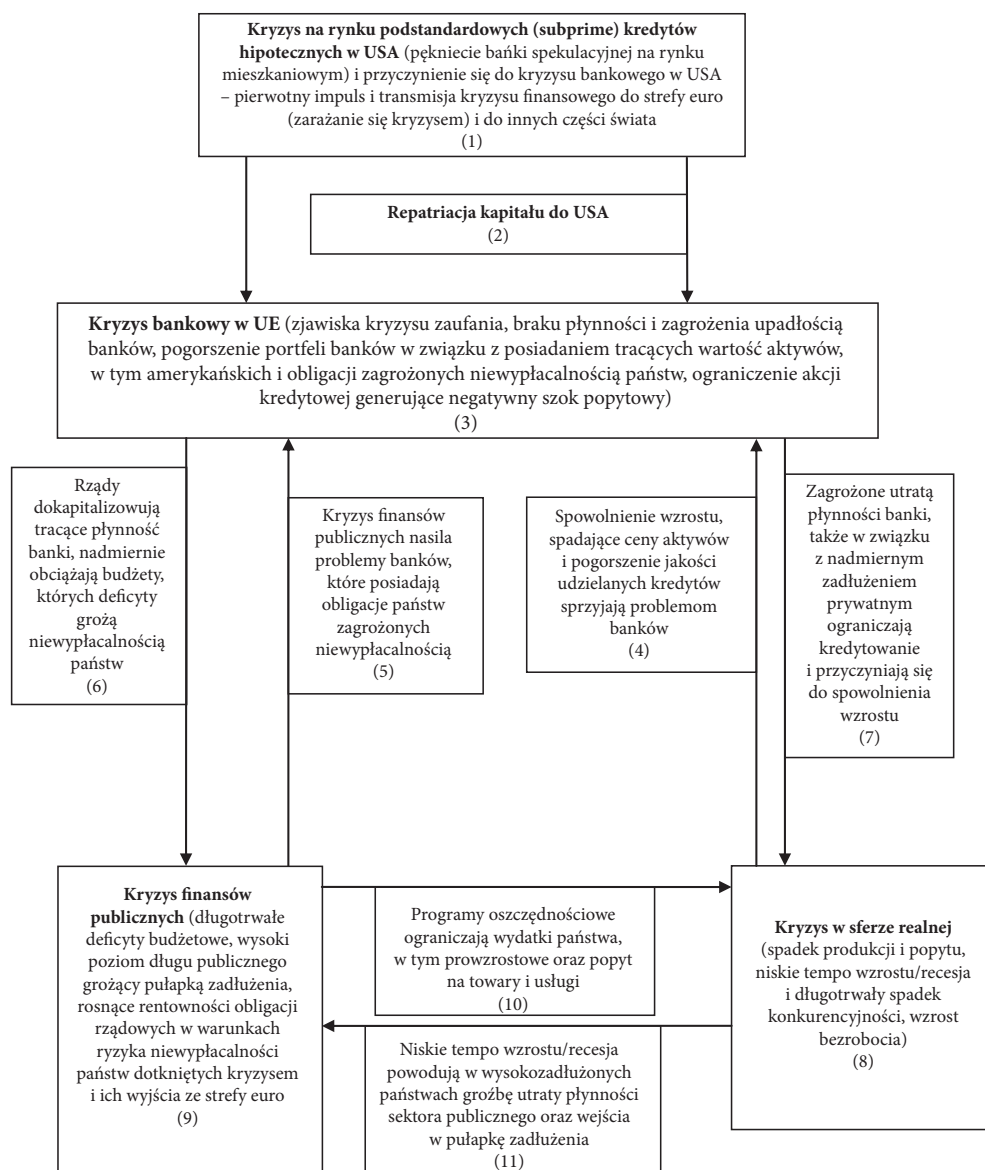 Kryzys na rynku podstandardowych (subprime) kredytów
hipotecznych w USA (pękniecie bańki spekulacyjnej na rynku
mieszkaniowym) i przyczynienie się do kryzysu bankowego w USA
– pierwotny impuls i transmisja kryzysu finansowego do strefy euro
(zarażanie się kryzysem) i do innych części świata
(1)
Repatriacja kapitału do USA
(2)
Kryzys bankowy w UE (zjawiska kryzysu zaufania, braku płynności i zagrożenia upadłością
banków, pogorszenie portfeli banków w związku z posiadaniem tracących wartość aktywów,
w tym amerykańskich i obligacji zagrożonych niewypłacalnością państw, ograniczenie akcji
kredytowej generujące negatywny szok popytowy)
(3)
Rządy
dokapitalizowują
tracące płynność
banki, nadmiernie
obciążają budżety,
których deficyty
grożą
niewypłacalnością
państw
(6)
Kryzys finansów
publicznych nasila
problemy banków,
które posiadają
obligacje państw
zagrożonych
niewypłacalnością
(5)
Spowolnienie wzrostu,
spadające ceny aktywów
i pogorszenie jakości
udzielanych kredytów
sprzyjają problemom
banków
(4)
Zagrożone utratą
płynności banki,
także w związku
z nadmiernym
zadłużeniem
prywatnym
ograniczają
kredytowanie
i przyczyniają się
do spowolnienia
wzrostu
(7)
Kryzys finansów
publicznych (długotrwałe
deficyty budżetowe, wysoki
poziom długu publicznego
grożący pułapką zadłużenia,
rosnące rentowności obligacji
rządowych w warunkach
ryzyka niewypłacalności
państw dotkniętych kryzysem
i ich wyjścia ze strefy euro
(9)
Programy oszczędnościowe
ograniczają wydatki państwa,
w tym prowzrostowe oraz popyt
na towary i usługi
(10)
Niskie tempo wzrostu/recesja
powodują w wysokozadłużonych
państwach groźbę utraty płynności
sektora publicznego oraz wejścia
w pułapkę zadłużenia
(11)
Kryzys w sferze realnej
(spadek produkcji i popytu,
niskie tempo wzrostu/recesja
i długotrwały spadek
konkurencyjności, wzrost
bezrobocia)
(8)